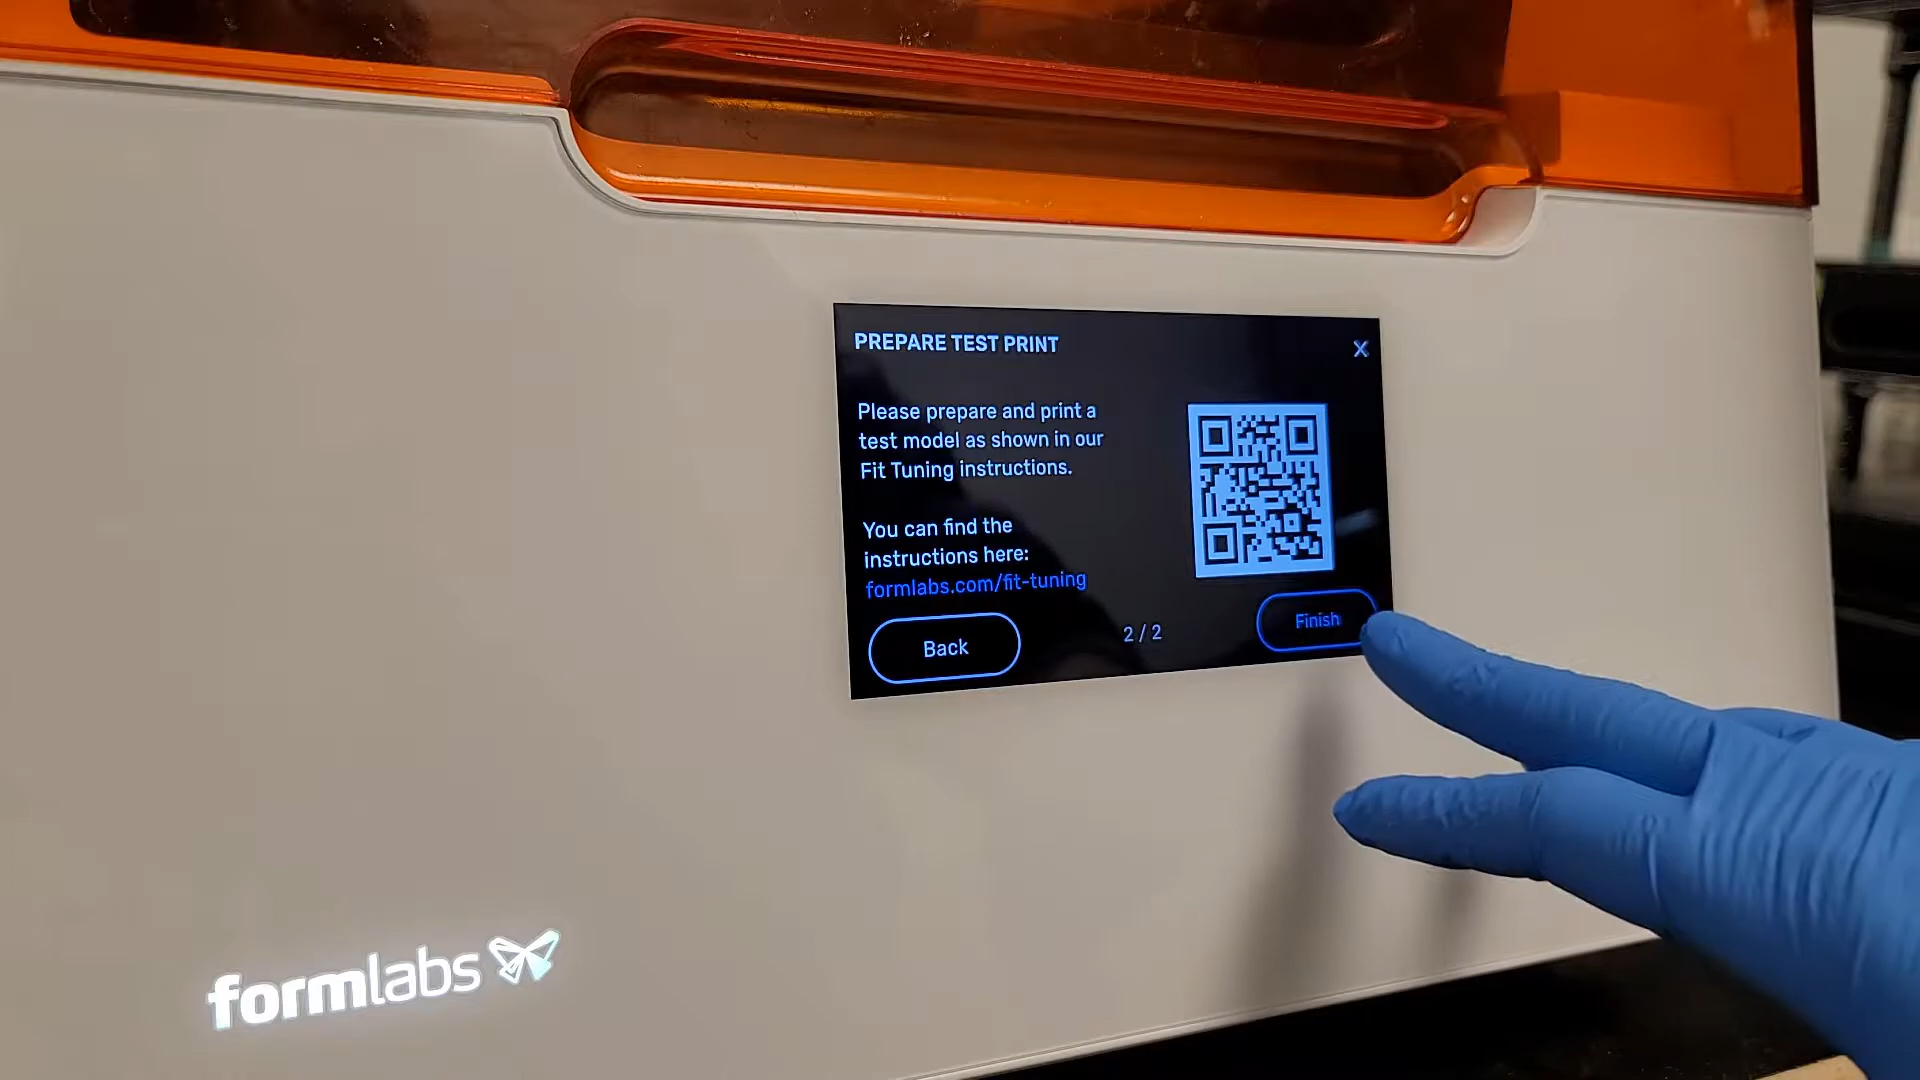 PREPARE TEST PRINT
X
Please prepare and print a
test model as shown in our
Fit Tuning instructions.
You can find the
instructions here:
formlabs.com/fit-tuning
Back
2 / 2
Finish
formlabs